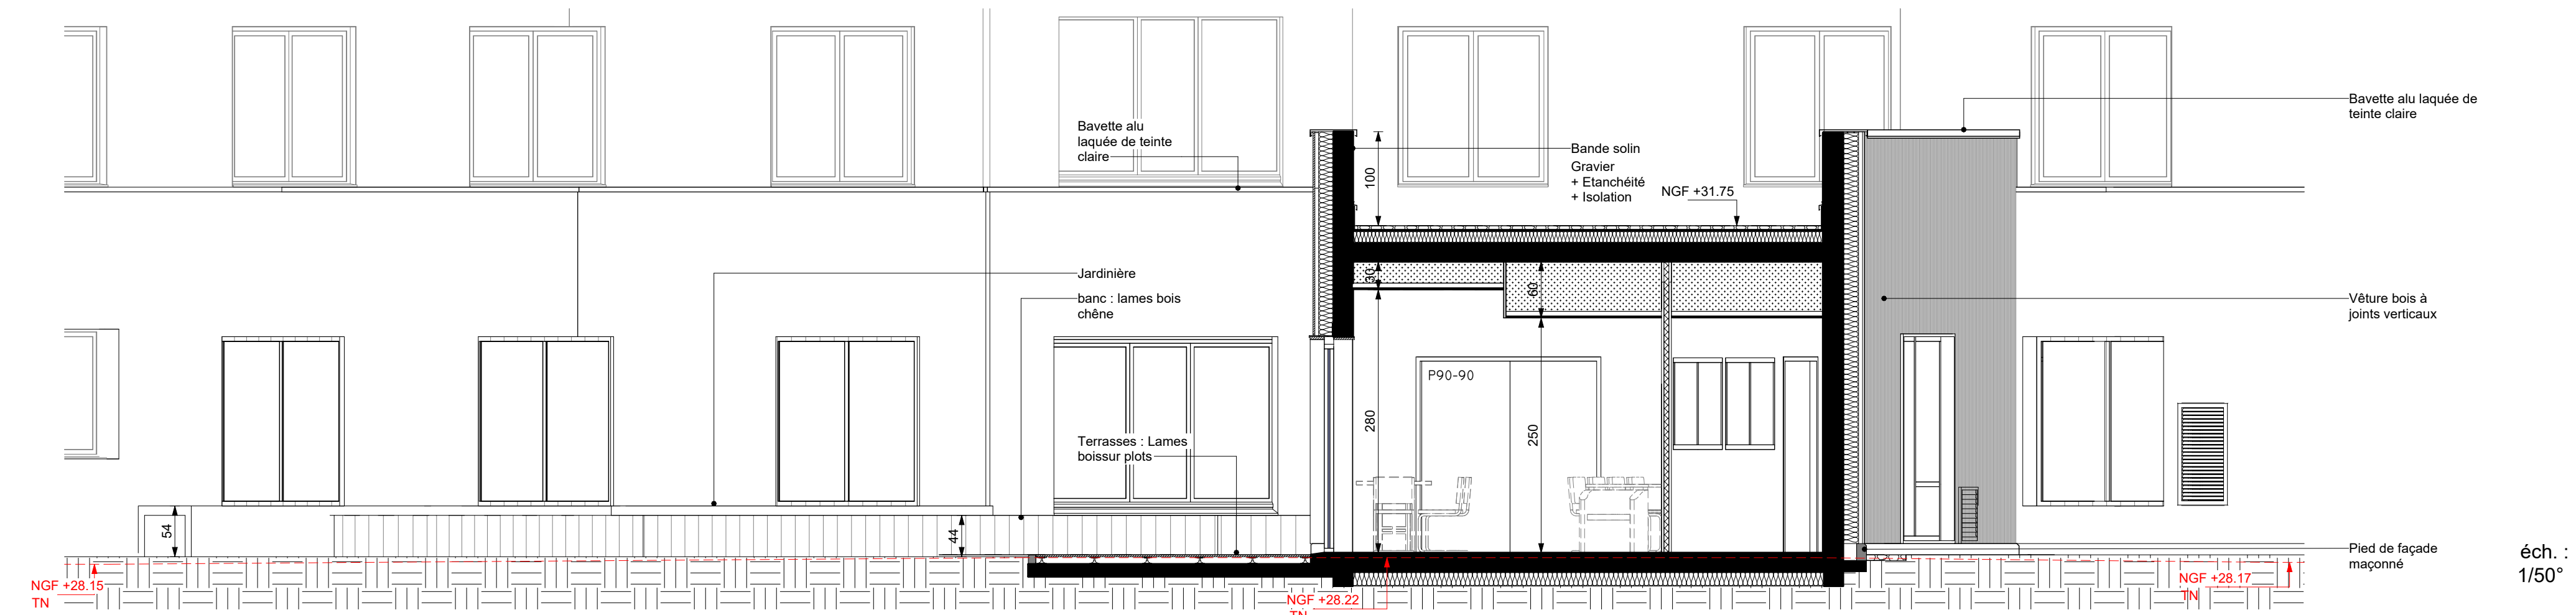 Bavette alu
laquée de teinte
claire
Bande solin
Gravier
+ Etanchéité
+ Isolation
NGF +31.75
100
Bavette alu laquée de
teinte claire
Jardinière
banc : lames bois
chêne
30
60
Vêture bois à
joints verticaux
P90-90
280
250
Terrasses : Lames
boissur plots
54
44
Pied de façade
maçonné
éch. :
1/50°
NGF +28.15
TN
NGF +28.22
TN
NGF +28.17
TN